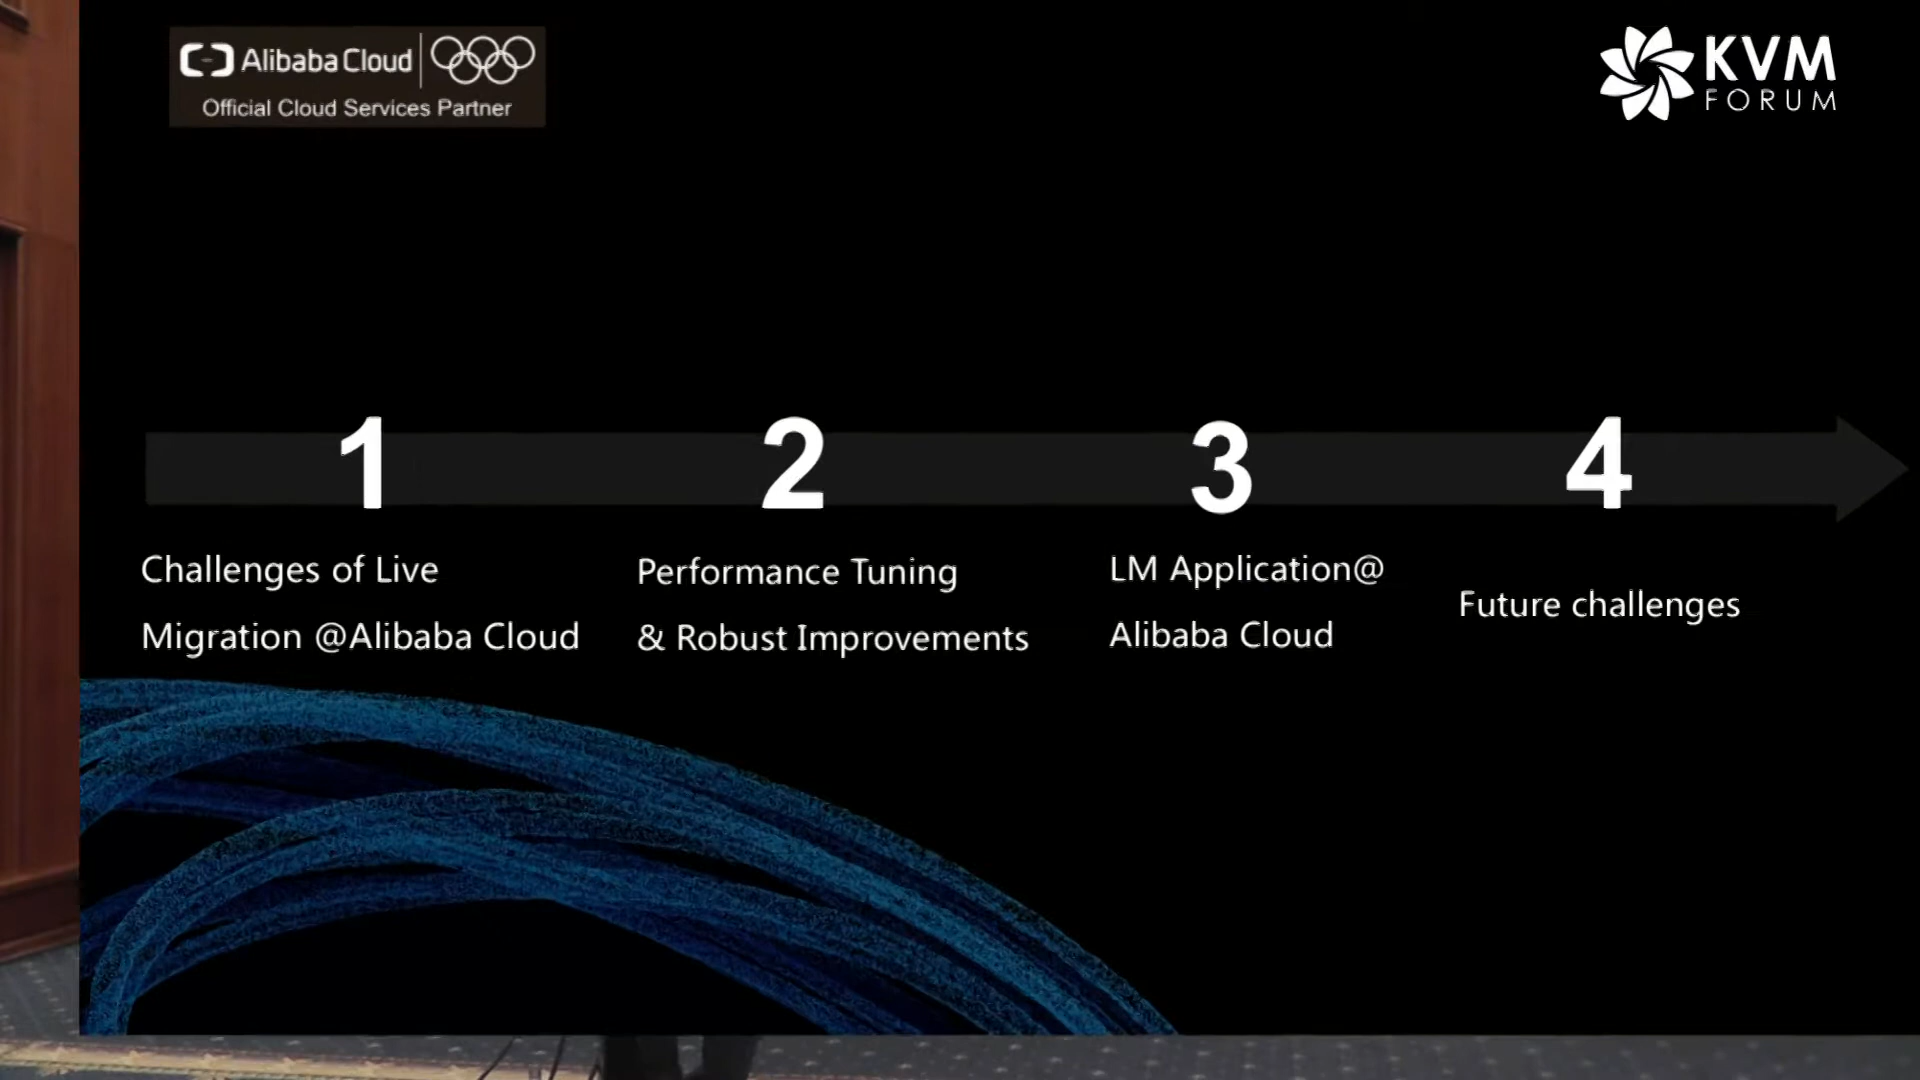 Alibaba Cloud
Official Cloud Services Partner
KVM
FORUM
1
Challenges of Live
Migration @Alibaba Cloud
2
Performance Tuning
& Robust Improvements
3
LM Application@
Alibaba Cloud
4
Future challenges